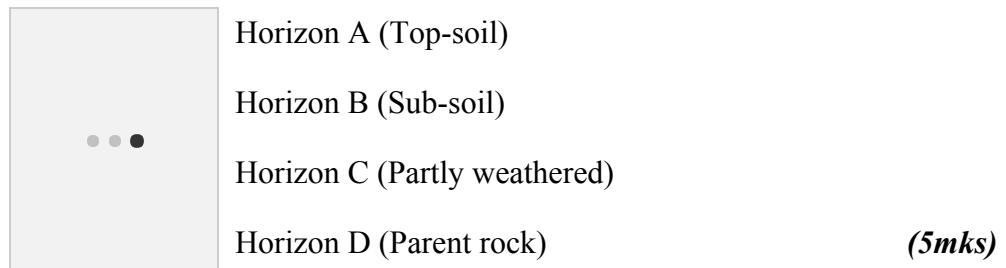 Horizon A (Top-soil)
Horizon B (Sub-soil)
Horizon C (Partly weathered)
Horizon D (Parent rock) (5mks)